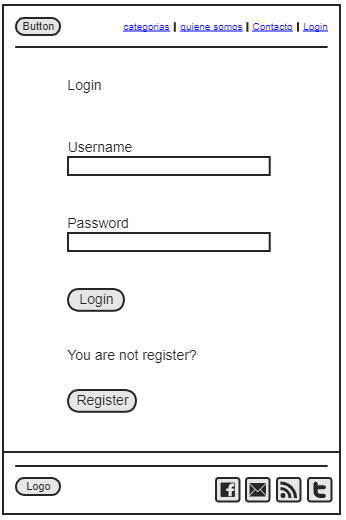 Button categorias | quiene somos | Contacto | Login
Login
Username
Password
Login
You are not register?
Register
Logo